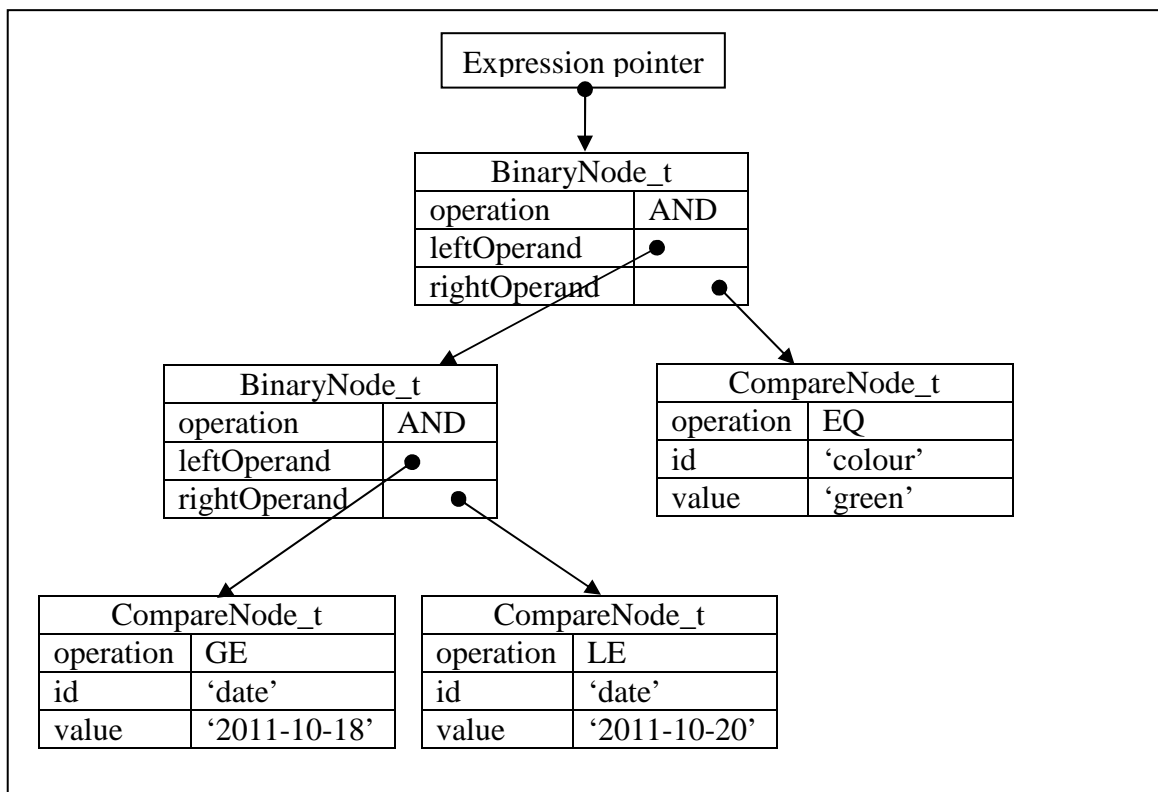 Expression pointer
BinaryNode_t
operation AND
leftOperand
rightOperand
BinaryNode_t
operation AND
leftOperand
rightOperand
CompareNode_t
operation EQ
id ‘colour’
value ‘green’
CompareNode_t
operation GE
id ‘date’
value ‘2011-10-18’
CompareNode_t
operation LE
id ‘date’
value ‘2011-10-20’